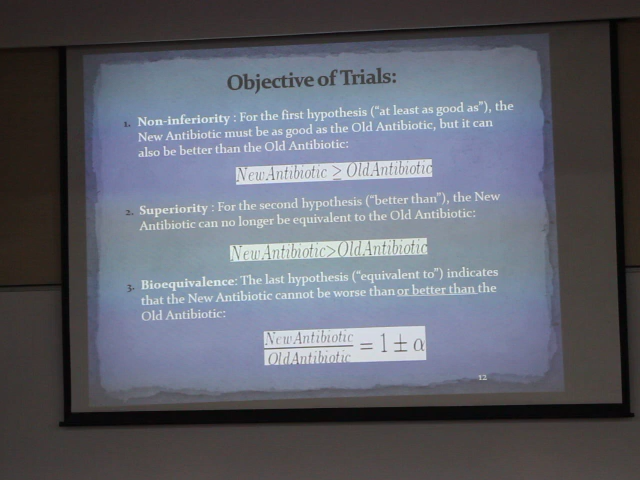 Objective of Trials:
1. Non-inferiority : For the first hypothesis ("at least as good as"), the
New Antibiotic must be as good as the Old Antibiotic, but it can
also be better than the Old Antibiotic:
NewAntibiotic ≥ OldAntibiotic
2. Superiority : For the second hypothesis ("better than"), the New
Antibiotic can no longer be equivalent to the Old Antibiotic:
NewAntibiotic>OldAntibiotic
3. Bioequivalence: The last hypothesis ("equivalent to") indicates
that the New Antibiotic cannot be worse than or better than the
Old Antibiotic:
NewAntibiotic
OldAntibiotic = 1 ± α
12